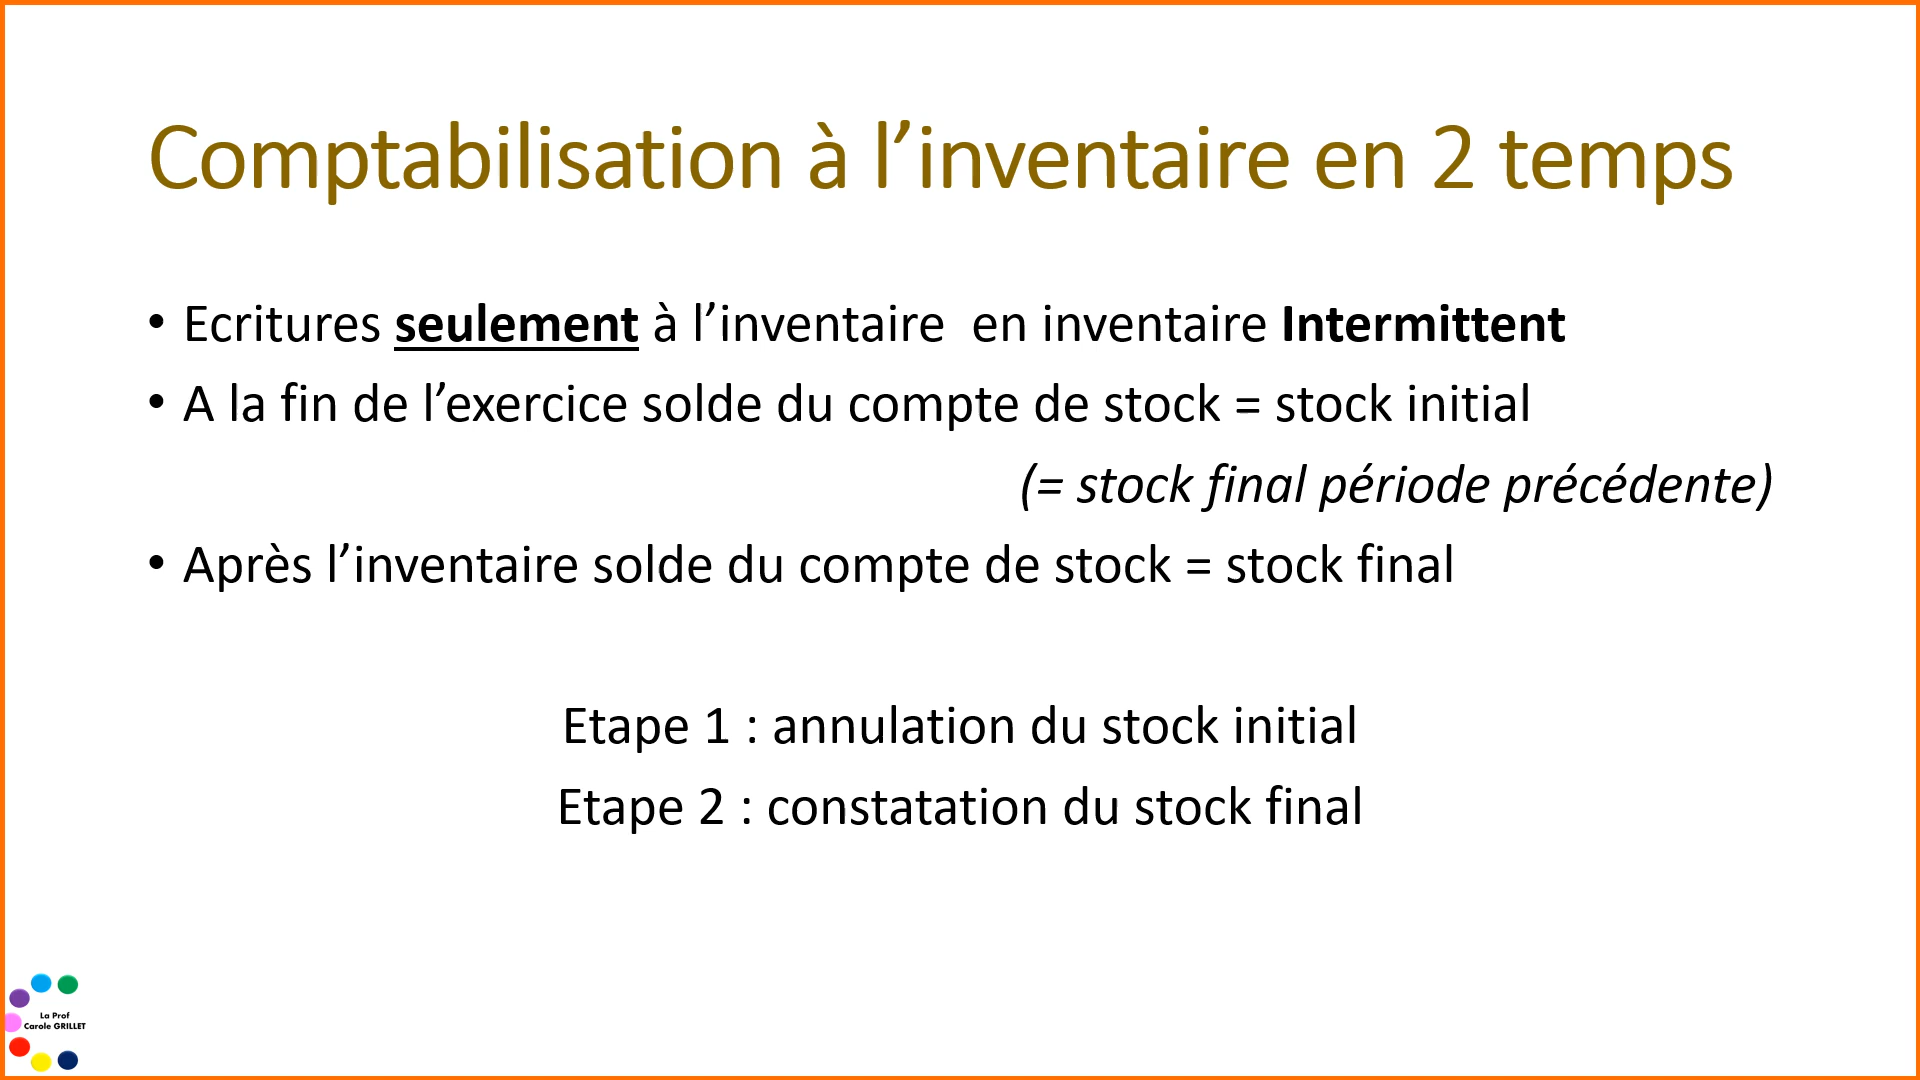 Comptabilisation à l’inventaire en 2 temps
• Ecritures seulement à l’inventaire  en inventaire Intermittent
• A la fin de l’exercice solde du compte de stock = stock initial
(= stock final période précédente)
• Après l’inventaire solde du compte de stock = stock final
Etape 1 : annulation du stock initial
Etape 2 : constatation du stock final
La Prof
Carole GRILLET